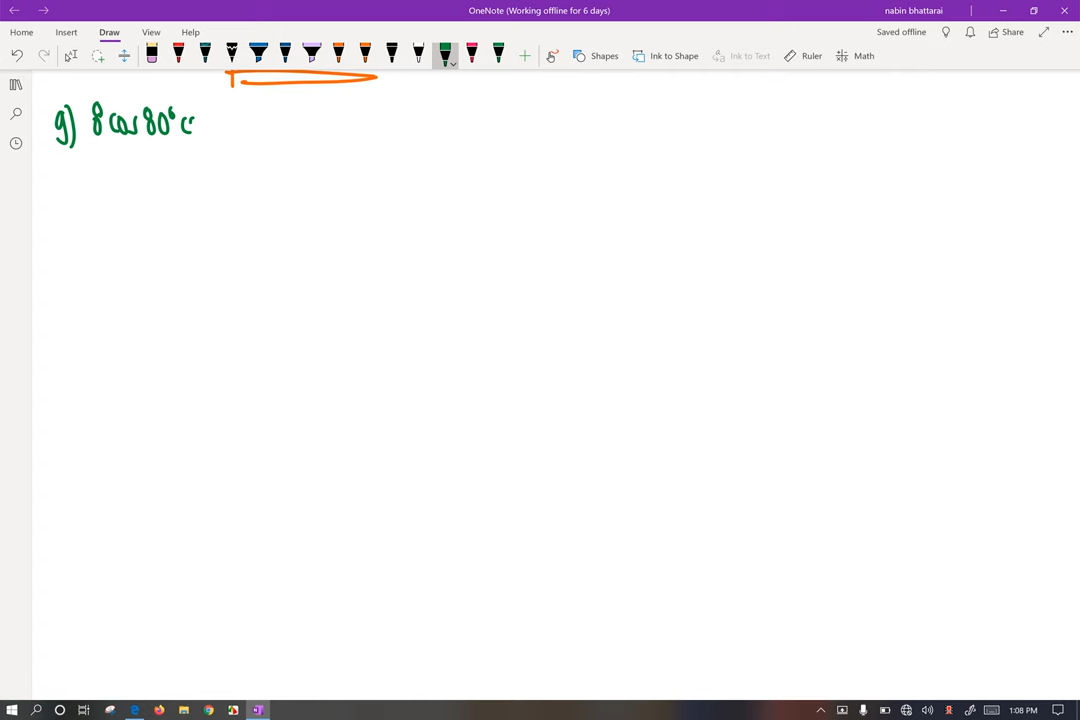 OneNote (Working offline for 6 days)
nabin bhattarai
Home Insert Draw View Help
Saved offline
Share
Shapes
Ink to Shape
Ink to Text
Ruler
Math
g) 8 cos 80° c
1:08 PM